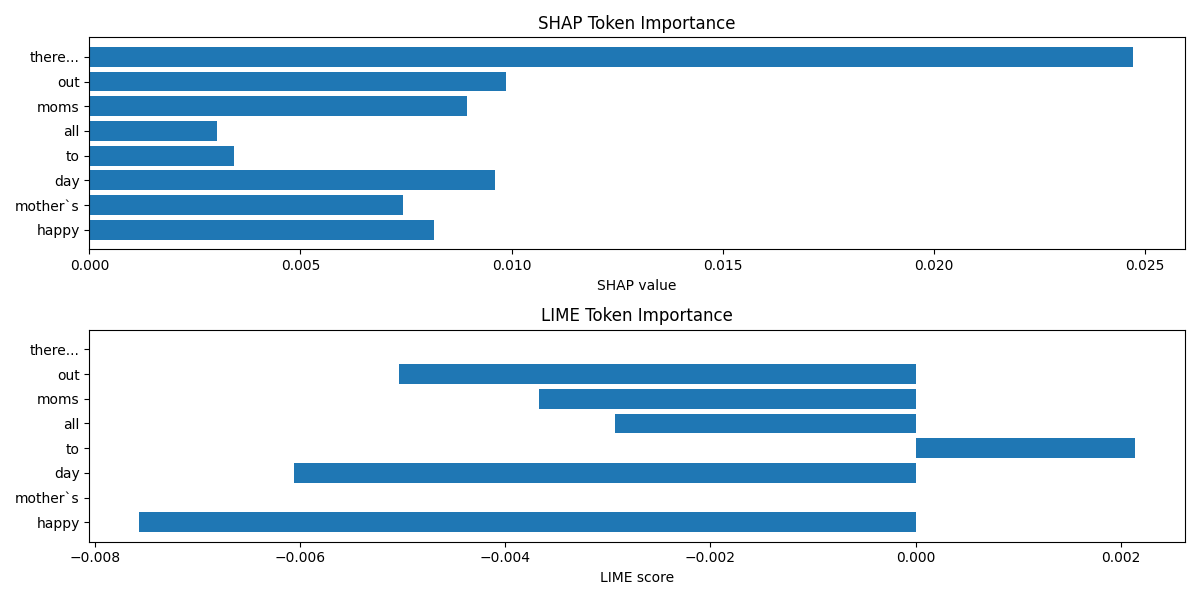 SHAP Token Importance
there...
out
moms
all
to
day
mother`s
happy
0.000 0.005 0.010 0.015 0.020 0.025
SHAP value
LIME Token Importance
there...
out
moms
all
to
day
mother`s
happy
−0.008 −0.006 −0.004 −0.002 0.000 0.002
LIME score